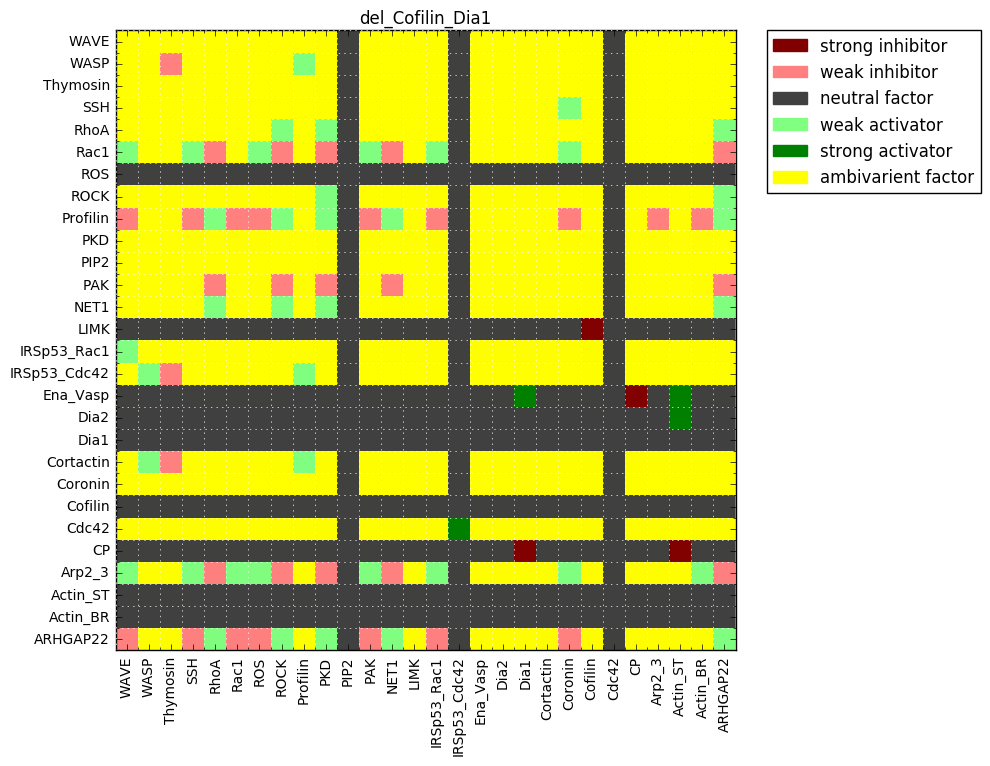 del_Cofilin_Dia1
WAVE
WASP
Thymosin
SSH
RhoA
Rac1
ROS
ROCK
Profilin
PKD
PIP2
PAK
NET1
LIMK
IRSp53_Rac1
IRSp53_Cdc42
Ena_Vasp
Dia2
Dia1
Cortactin
Coronin
Cofilin
Cdc42
CP
Arp2_3
Actin_ST
Actin_BR
ARHGAP22
WAVE
WASP
Thymosin
SSH
RhoA
Rac1
ROS
ROCK
Profilin
PKD
PIP2
PAK
NET1
LIMK
IRSp53_Rac1
IRSp53_Cdc42
Ena_Vasp
Dia2
Dia1
Cortactin
Coronin
Cofilin
Cdc42
CP
Arp2_3
Actin_ST
Actin_BR
ARHGAP22
strong inhibitor
weak inhibitor
neutral factor
weak activator
strong activator
ambivarient factor